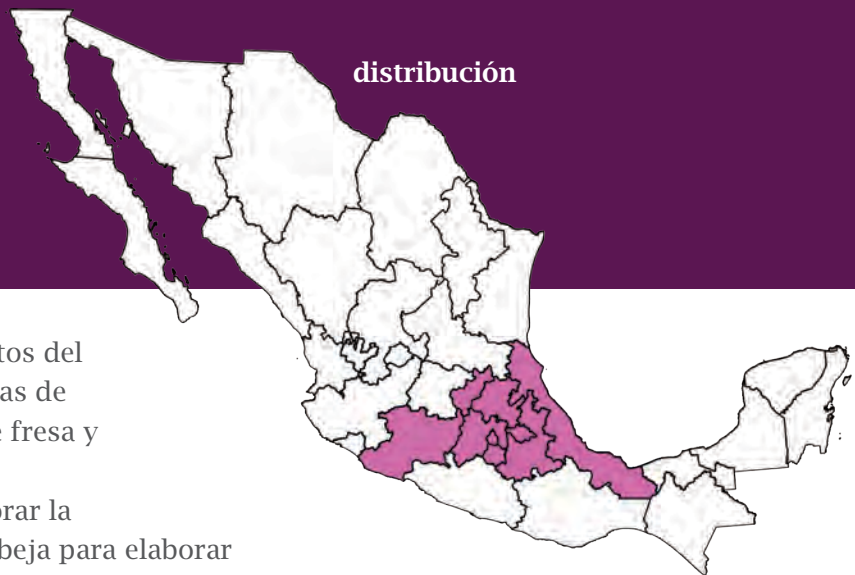 distribución
tos del
as de
e fresa y
orar la
beja para elaborar